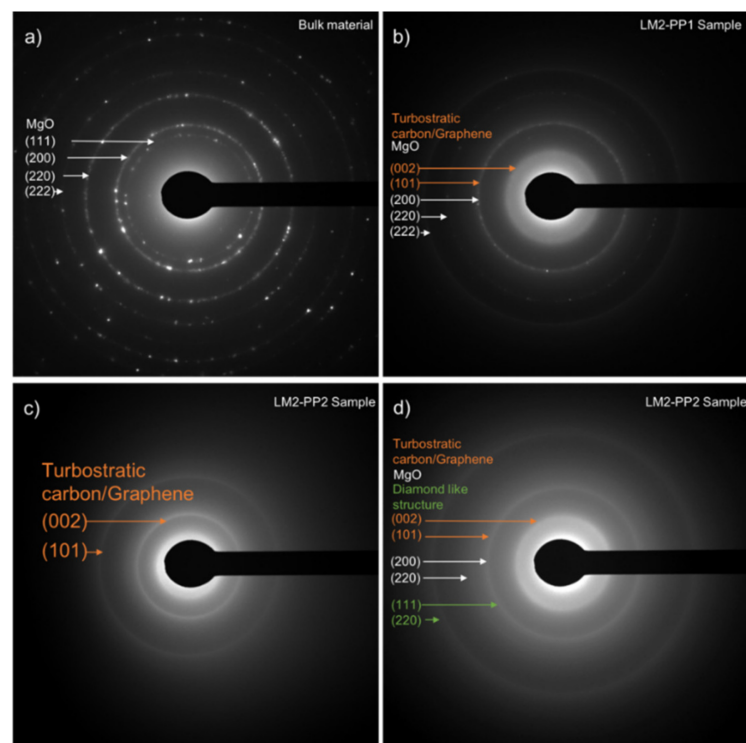 a)
Bulk material
MgO
(111)
(200)
(220)
(222)
b)
LM2-PP1 Sample
Turbostratic
carbon/Graphene
MgO
(002)
(101)
(200)
(220)
(222)
c)
LM2-PP2 Sample
Turbostratic
carbon/Graphene
(002)
(101)
d)
LM2-PP2 Sample
Turbostratic
carbon/Graphene
MgO
Diamond like
structure
(002)
(101)
(200)
(220)
(111)
(220)